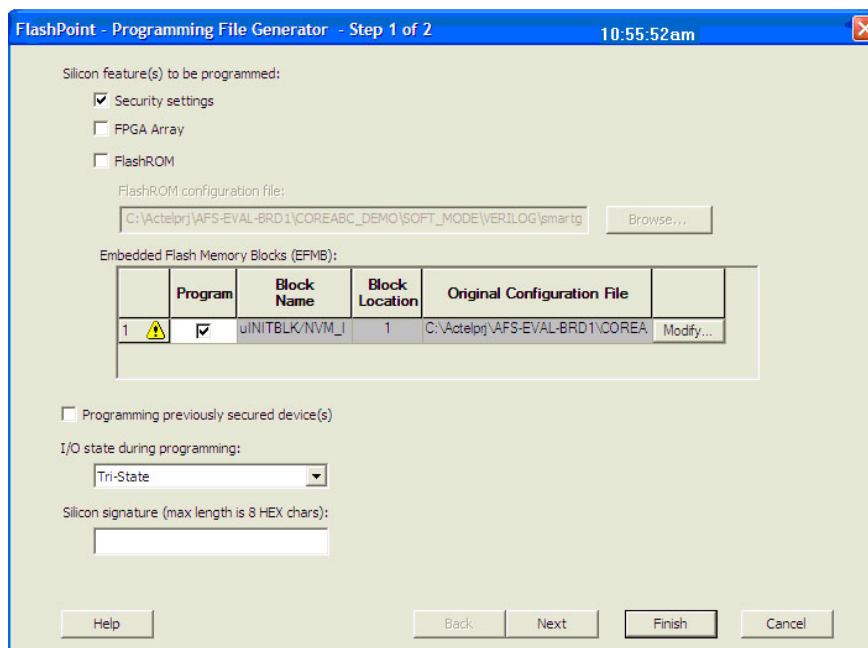 FlashPoint - Programming File Generator - Step 1 of 2 10:55:52am
Silicon feature(s) to be programmed:
Security settings
FPGA Array
FlashROM
FlashROM configuration file:
C:\Actelprj\AFS-EVAL-BRD1\COREABC_DEMO\SOFT_MODE\VERILOG\smartg Browse...
Embedded Flash Memory Blocks (EFMB):
Program Block Name Block Location Original Configuration File
1 uINITBLK/NVM_I 1 C:\Actelprj\AFS-EVAL-BRD1\COREA Modify...
Programming previously secured device(s)
I/O state during programming:
Tri-State
Silicon signature (max length is 8 HEX chars):
Help Back Next Finish Cancel